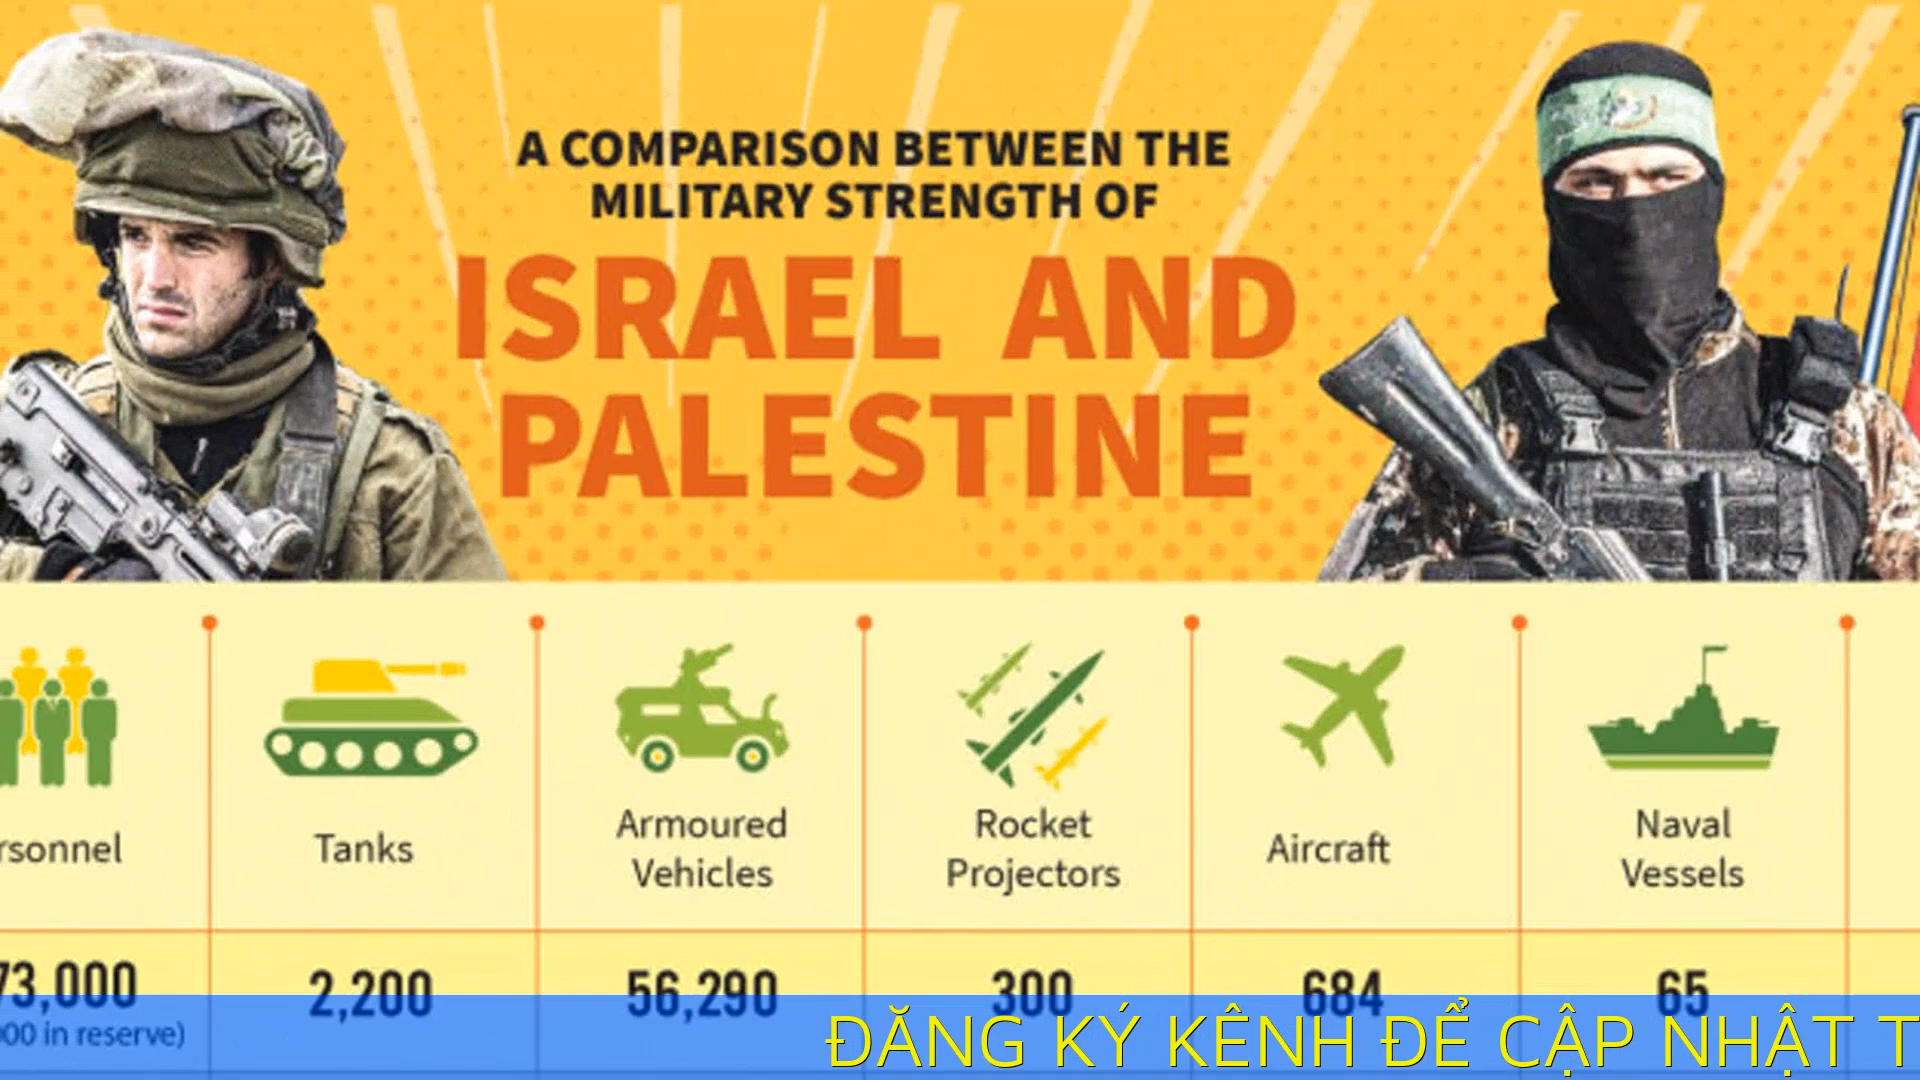 A COMPARISON BETWEEN THE
MILITARY STRENGTH OF
ISRAEL AND
PALESTINE
rsonnel
Tanks
Armoured
Vehicles
Rocket
Projectors
Aircraft
Naval
Vessels
73,000
2,200
56,290
300
684
65
00 in reserve)
ĐĂNG KÝ KÊNH ĐỂ CẬP NHẬT T